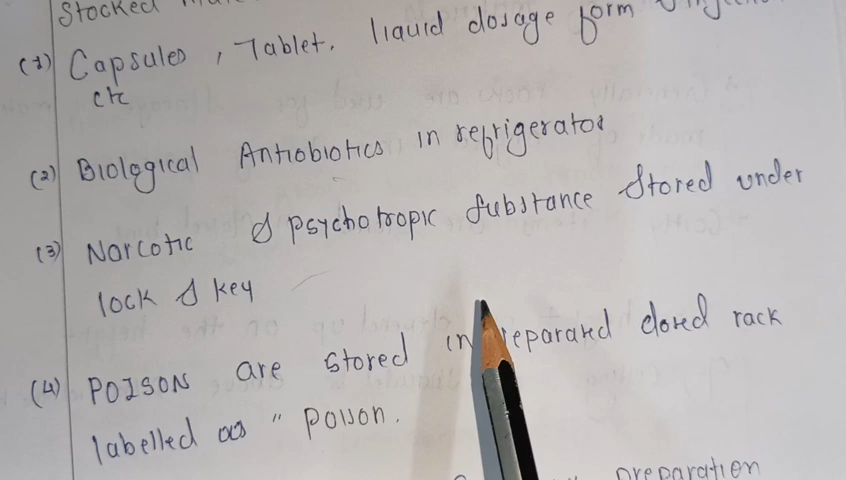 Stocked
(1) Capsules, Tablet, liquid dosage form &
etc
(2) Biological Antiobiotics in refrigerator
(3) Narcotic & psychotropic substance stored under
lock & key
(4) POISON are stored in separated closed rack
labelled as " poison.
preparation